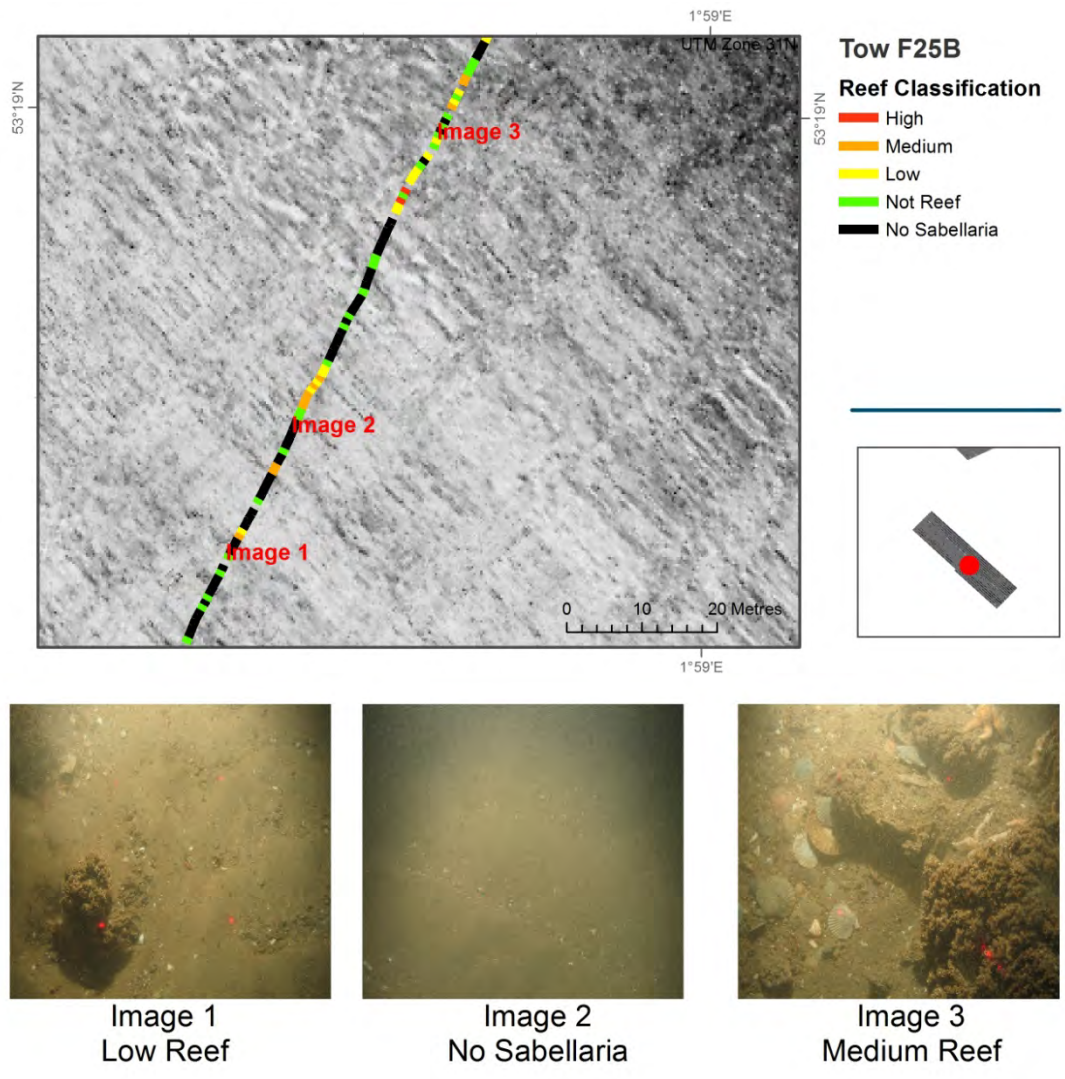 1°59'E
UTM Zone 31N
53°19'N
53°19'N
Image 3
Image 2
Image 1
0 10 20 Metres
1°59'E
Tow F25B
Reef Classification
High
Medium
Low
Not Reef
No Sabellaria
Image 1
Low Reef
Image 2
No Sabellaria
Image 3
Medium Reef